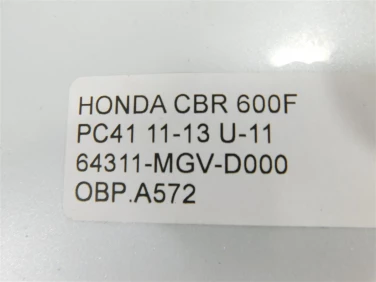 HONDA CBR 600F
PC41 11-13 U-11
64311-MGV-D000
OBP.A572